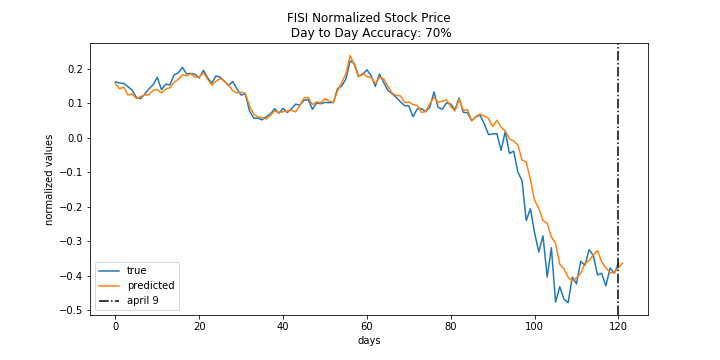 FISI Normalized Stock Price
Day to Day Accuracy: 70%
normalized values
0.2
0.1
0.0
−0.1
−0.2
−0.3
−0.4
−0.5
true
predicted
april 9
0
20
40
60
80
100
120
days